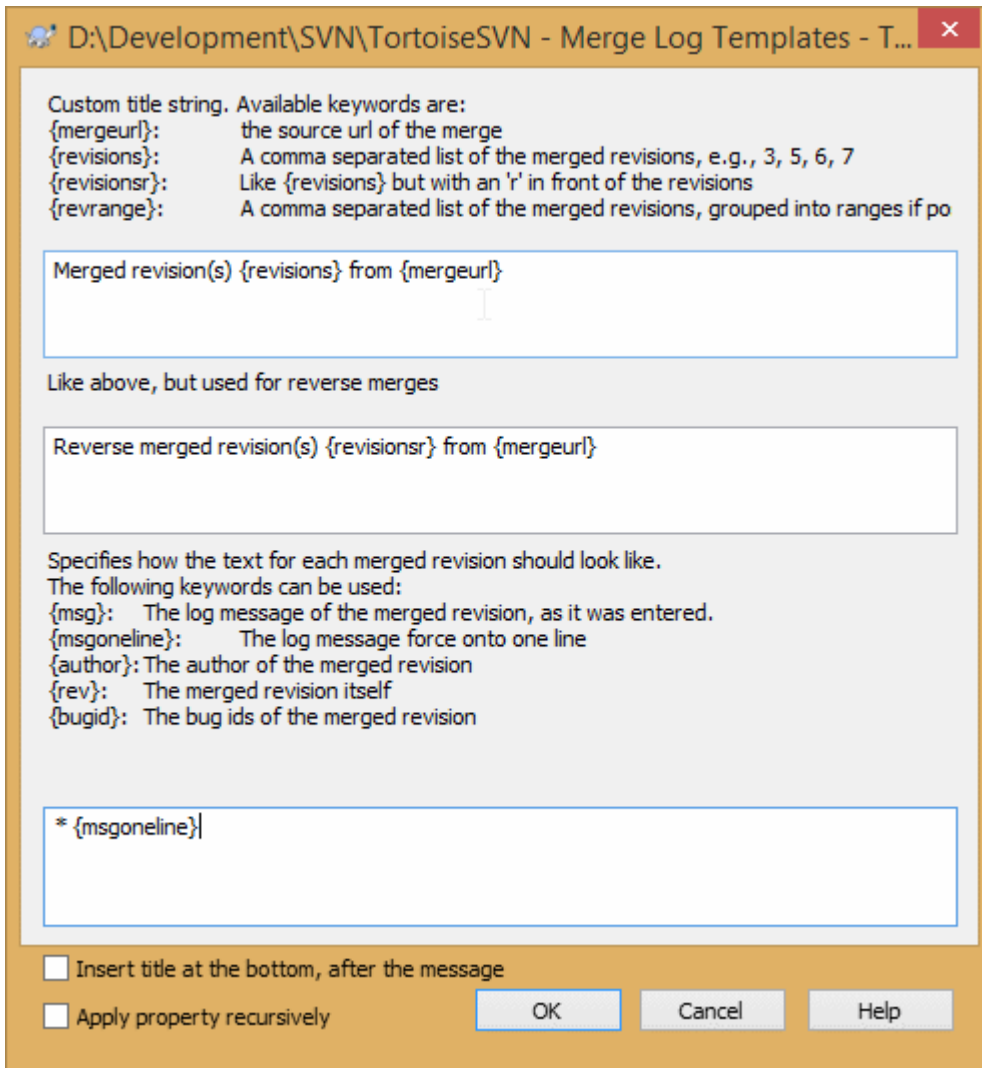 D:\Development\SVN\TortoiseSVN - Merge Log Templates - T...
Custom title string. Available keywords are:
{mergeurl}: the source url of the merge
{revisions}: A comma separated list of the merged revisions, e.g., 3, 5, 6, 7
{revisionsr}: Like {revisions} but with an 'r' in front of the revisions
{revrange}: A comma separated list of the merged revisions, grouped into ranges if po
Merged revision(s) {revisions} from {mergeurl}
Like above, but used for reverse merges
Reverse merged revision(s) {revisionsr} from {mergeurl}
Specifies how the text for each merged revision should look like.
The following keywords can be used:
{msg}: The log message of the merged revision, as it was entered.
{msgoneline}: The log message force onto one line
{author}: The author of the merged revision
{rev}: The merged revision itself
{bugid}: The bug ids of the merged revision
* {msgoneline}
Insert title at the bottom, after the message
Apply property recursively
OK Cancel Help